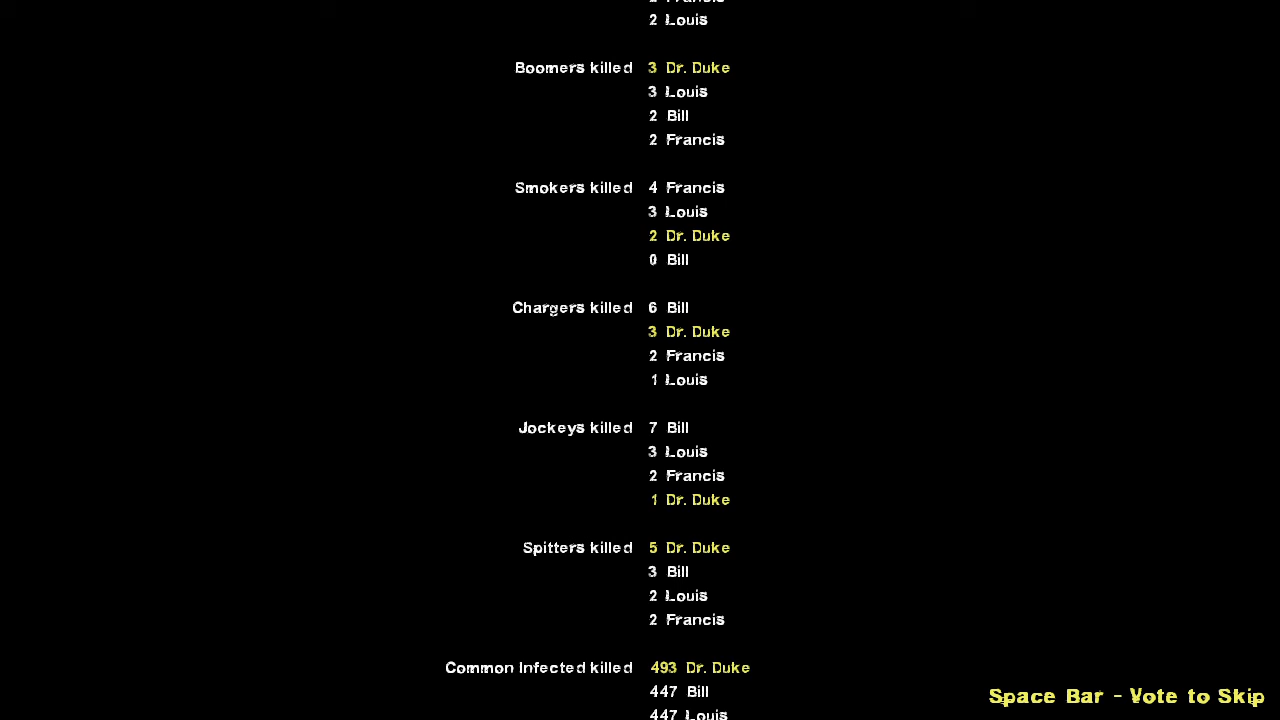 2 Francis
2 Louis
Boomers killed 3 Dr. Duke
3 Louis
2 Bill
2 Francis
Smokers killed 4 Francis
3 Louis
2 Dr. Duke
0 Bill
Chargers killed 6 Bill
3 Dr. Duke
2 Francis
1 Louis
Jockeys killed 7 Bill
3 Louis
2 Francis
1 Dr. Duke
Spitters killed 5 Dr. Duke
3 Bill
2 Louis
2 Francis
Common Infected killed 493 Dr. Duke
447 Bill
447 Louis
Space Bar - Vote to Skip